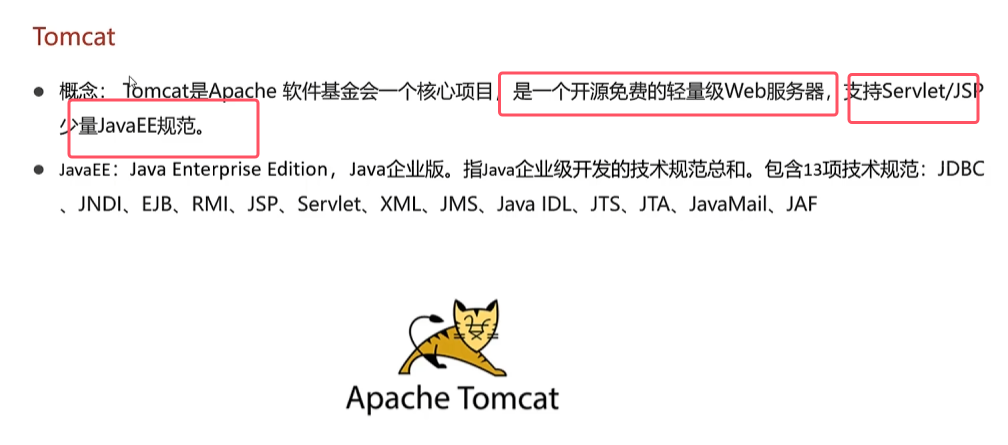 Tomcat
概念： Tomcat是Apache 软件基金会一个核心项目，是一个开源免费的轻量级Web服务器，支持Servlet/JSP
少量JavaEE规范。
JavaEE：Java Enterprise Edition，Java企业版。指Java企业级开发的技术规范总和。包含13项技术规范：JDBC
、JNDI、EJB、RMI、JSP、Servlet、XML、JMS、Java IDL、JTS、JTA、JavaMail、JAF
Apache Tomcat